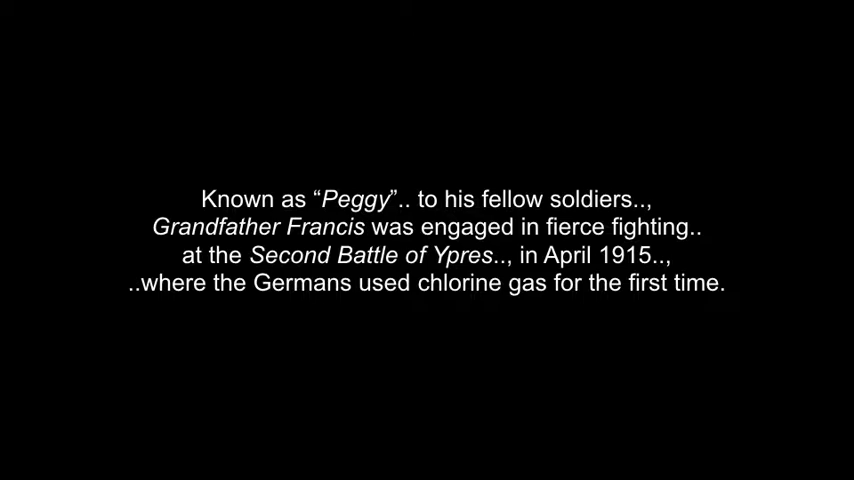 Known as “Peggy”.. to his fellow soldiers..,
Grandfather Francis was engaged in fierce fighting..
at the Second Battle of Ypres.., in April 1915..,
..where the Germans used chlorine gas for the first time.